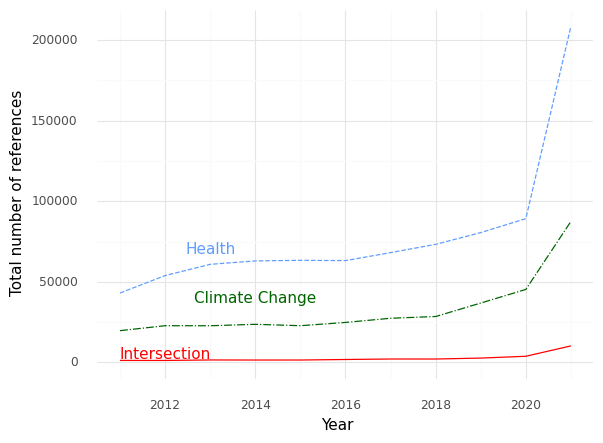 200000
150000
100000
50000
0
Total number of references
Health
Climate Change
Intersection
2012 2014 2016 2018 2020
Year